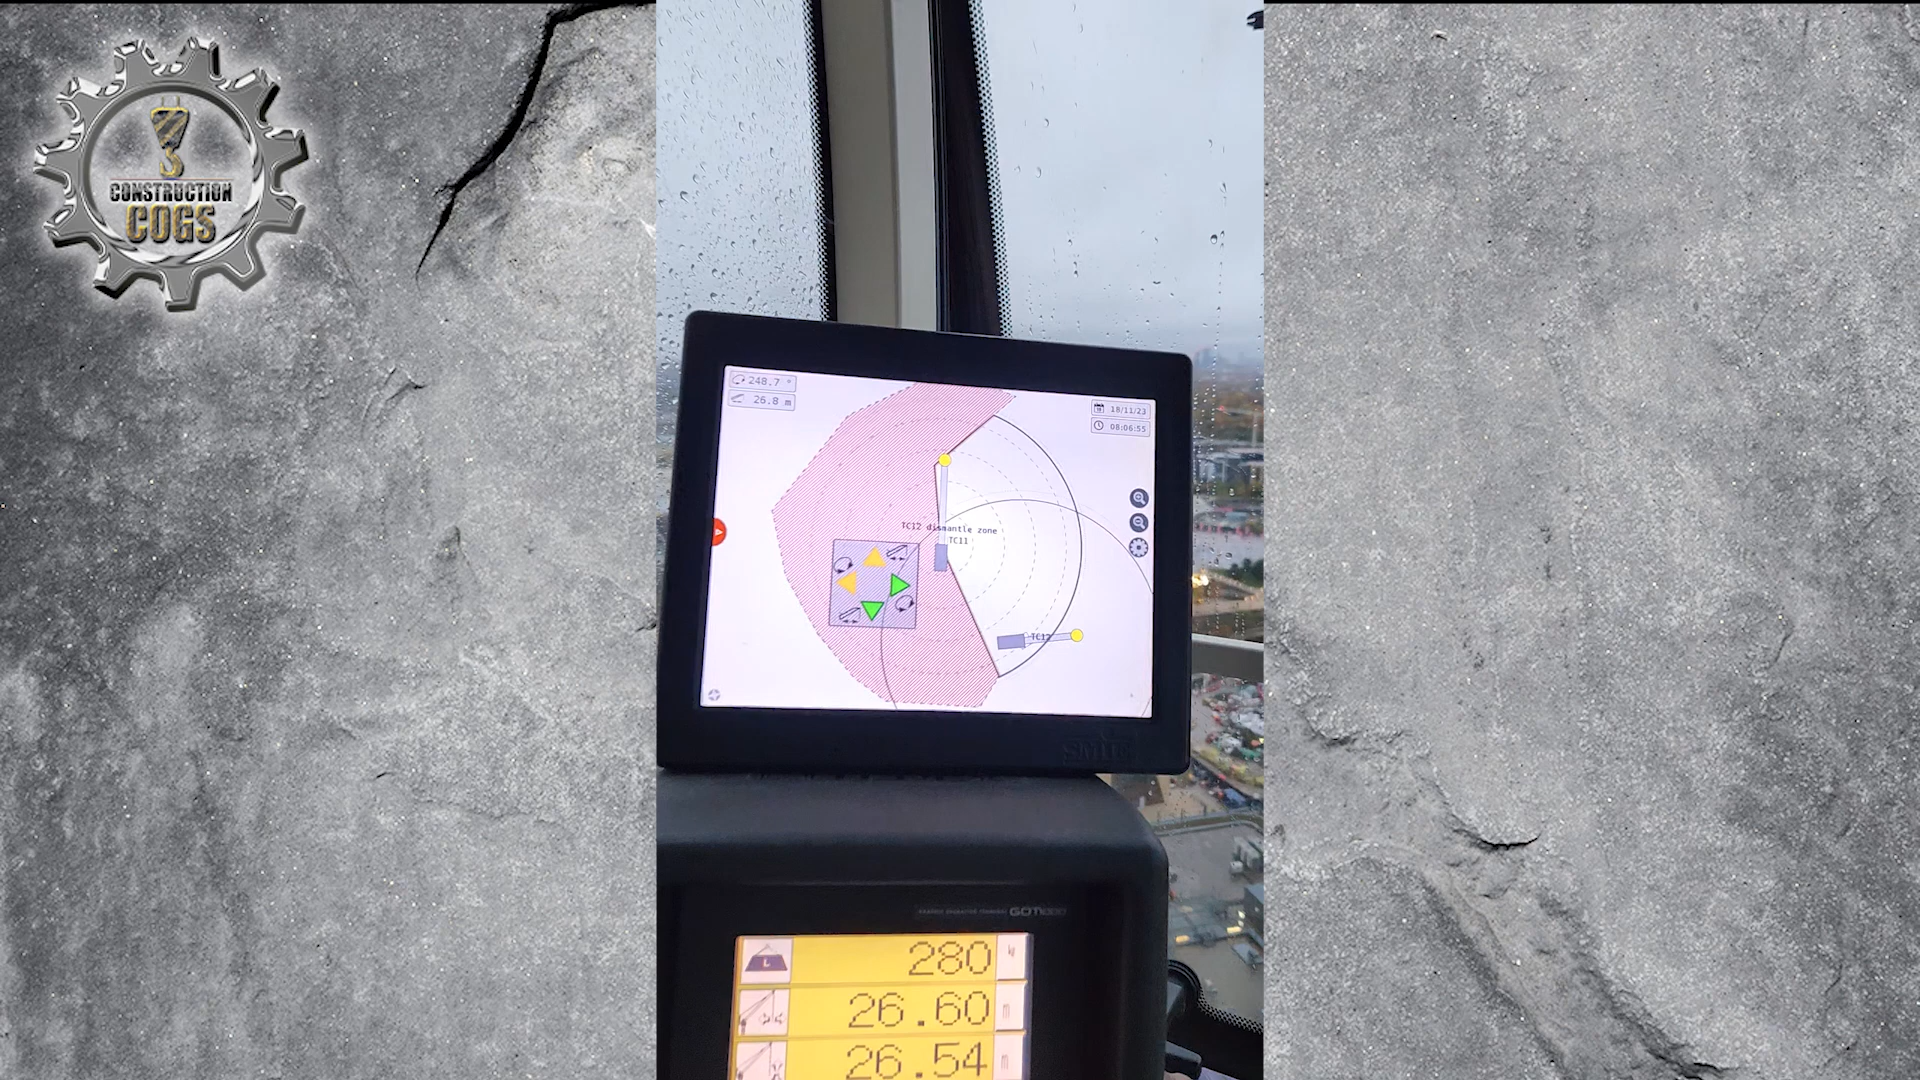 CONSTRUCTION
COGS
248.7 °
26.8 m
18/11/23
08:06:55
TC12 dismantle zone
TC11
TC12
GOT1000
L
280
26.60
m
26.54
m